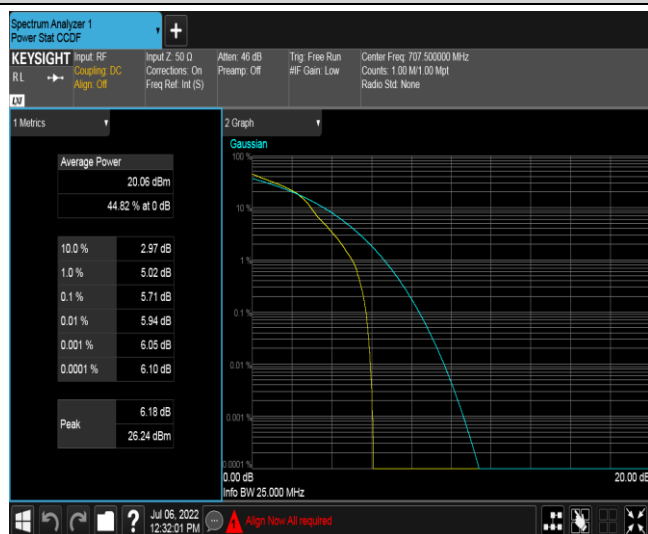 Spectrum Analyzer 1
Power Stat CCDF
+
KEYSIGHT
RL
LXI
Input: RF
Coupling: DC
Align: Off
Input Z: 50 Ω
Corrections: On
Freq Ref: Int (S)
Atten: 46 dB
Preamp: Off
Trig: Free Run
#IF Gain: Low
Center Freq: 707.500000 MHz
Counts: 1.00 M/1.00 Mpt
Radio Std: None
1 Metrics
Average Power
20.06 dBm
44.82 % at 0 dB
10.0 % 2.97 dB
1.0 % 5.02 dB
0.1 % 5.71 dB
0.01 % 5.94 dB
0.001 % 6.05 dB
0.0001 % 6.10 dB
Peak
6.18 dB
26.24 dBm
2 Graph
Gaussian
100 %
10 %
1 %
0.1 %
0.01 %
0.001 %
0.0001 %
0.00 dB
20.00 dB
Info BW 25.000 MHz
?
Jul 06, 2022
12:32:01 PM
Align Now All required